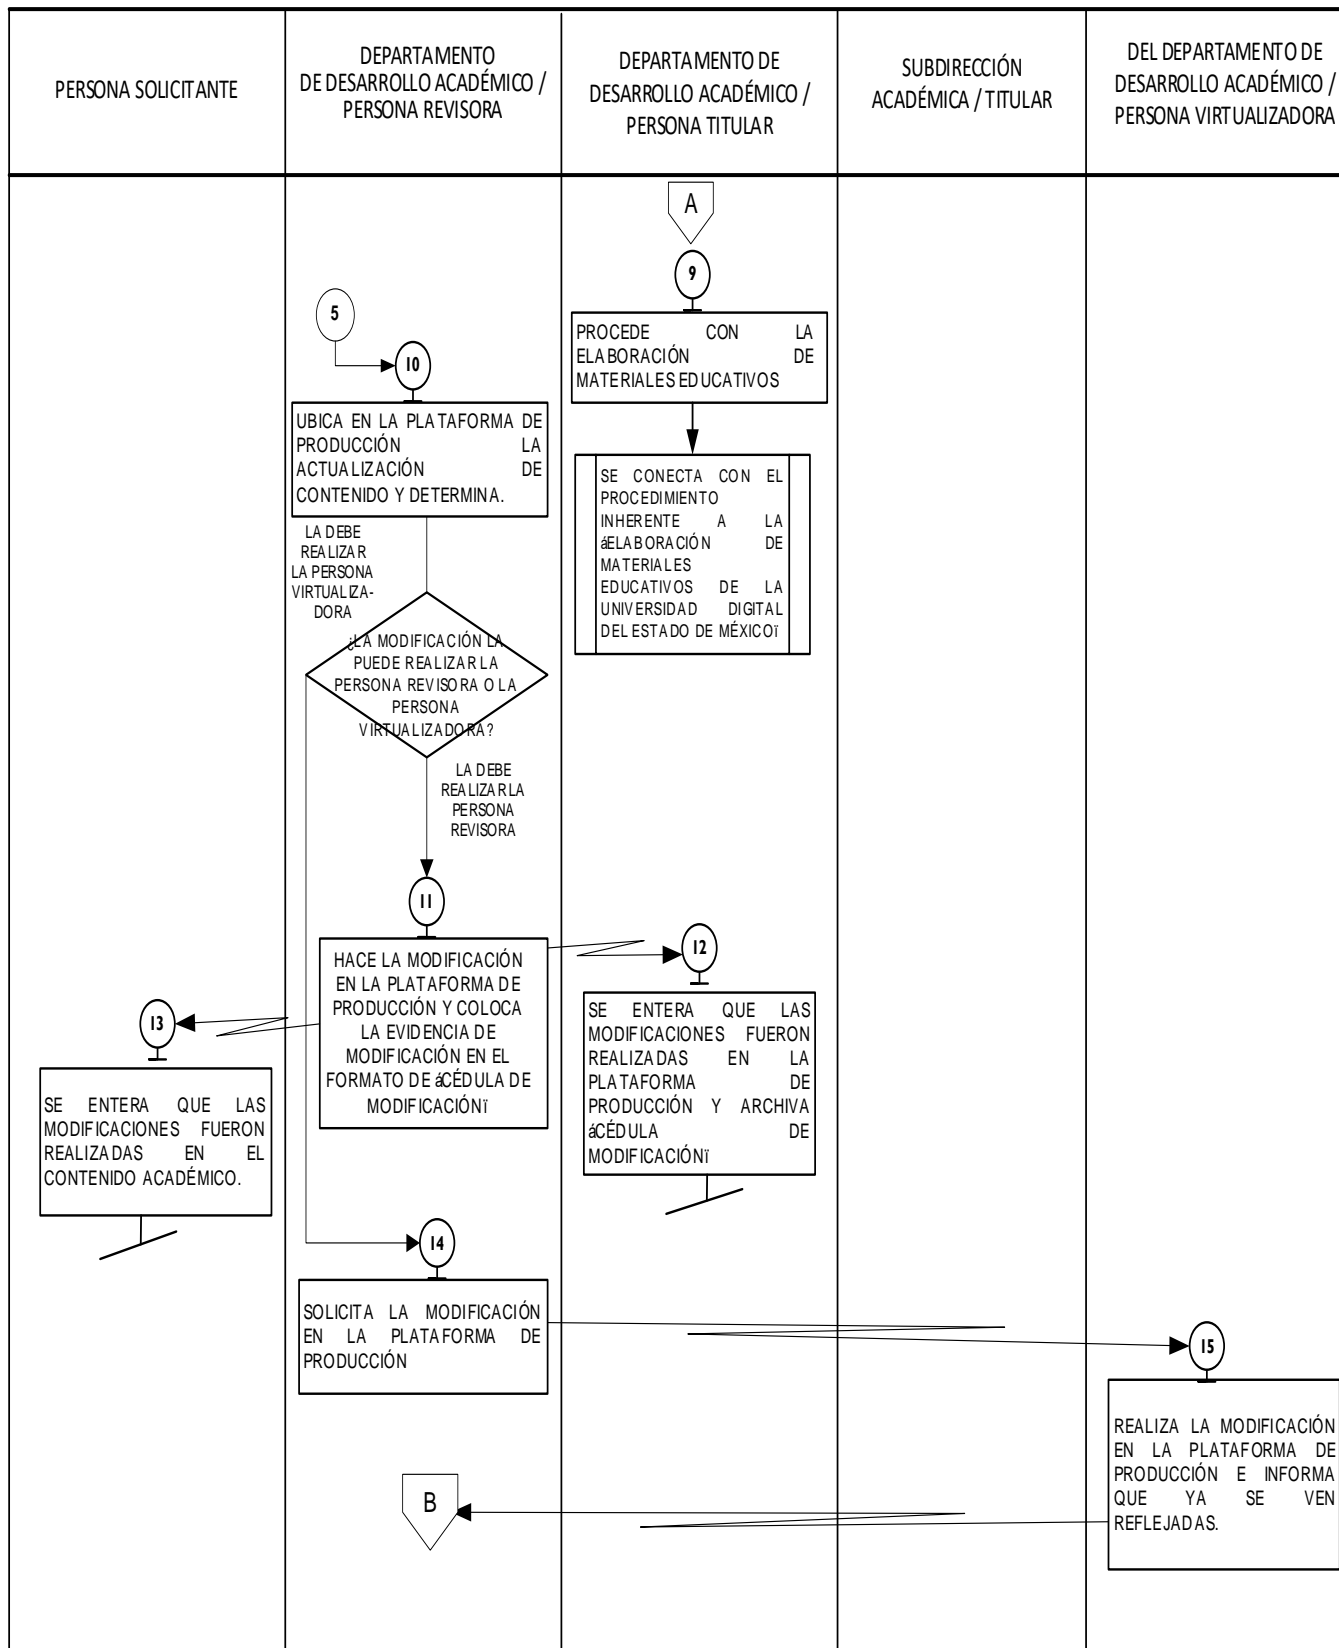 PERSONA SOLICITANTE
DEPARTAMENTO
DE DESARROLLO ACADÉMICO /
PERSONA REVISORA
DEPARTAMENTO DE
DESARROLLO ACADÉMICO /
PERSONA TITULAR
SUBDIRECCIÓN
ACADÉMICA / TITULAR
DEL DEPARTAMENTO DE
DESARROLLO ACADÉMICO /
PERSONA VIRTUALIZADORA
A
9
PROCEDE CON LA
ELABORACIÓN DE
MATERIALES EDUCATIVOS
SE CONECTA CON EL
PROCEDIMIENTO
INHERENTE A LA
áELABORACIÓN DE
MATERIALES
EDUCATIVOS DE LA
UNIVERSIDAD DIGITAL
DEL ESTADO DE MÉXICOï
5
10
UBICA EN LA PLATAFORMA DE
PRODUCCIÓN LA
ACTUALIZACIÓN DE
CONTENIDO Y DETERMINA.
LA DEBE
REALIZAR
LA PERSONA
VIRTUALIZA-
DORA
¿LA MODIFICACIÓN LA
PUEDE REALIZAR LA
PERSONA REVISORA O LA
PERSONA
VIRTUALIZADORA?
LA DEBE
REALIZAR LA
PERSONA
REVISORA
11
HACE LA MODIFICACIÓN
EN LA PLATAFORMA DE
PRODUCCIÓN Y COLOCA
LA EVIDENCIA DE
MODIFICACIÓN EN EL
FORMATO DE áCÉDULA DE
MODIFICACIÓNï
12
SE ENTERA QUE LAS
MODIFICACIONES FUERON
REALIZADAS EN LA
PLATAFORMA DE
PRODUCCIÓN Y ARCHIVA
áCÉDULA DE
MODIFICACIÓNï
13
SE ENTERA QUE LAS
MODIFICACIONES FUERON
REALIZADAS EN EL
CONTENIDO ACADÉMICO.
14
SOLICITA LA MODIFICACIÓN
EN LA PLATAFORMA DE
PRODUCCIÓN
15
REALIZA LA MODIFICACIÓN
EN LA PLATAFORMA DE
PRODUCCIÓN E INFORMA
QUE YA SE VEN
REFLEJADAS.
B